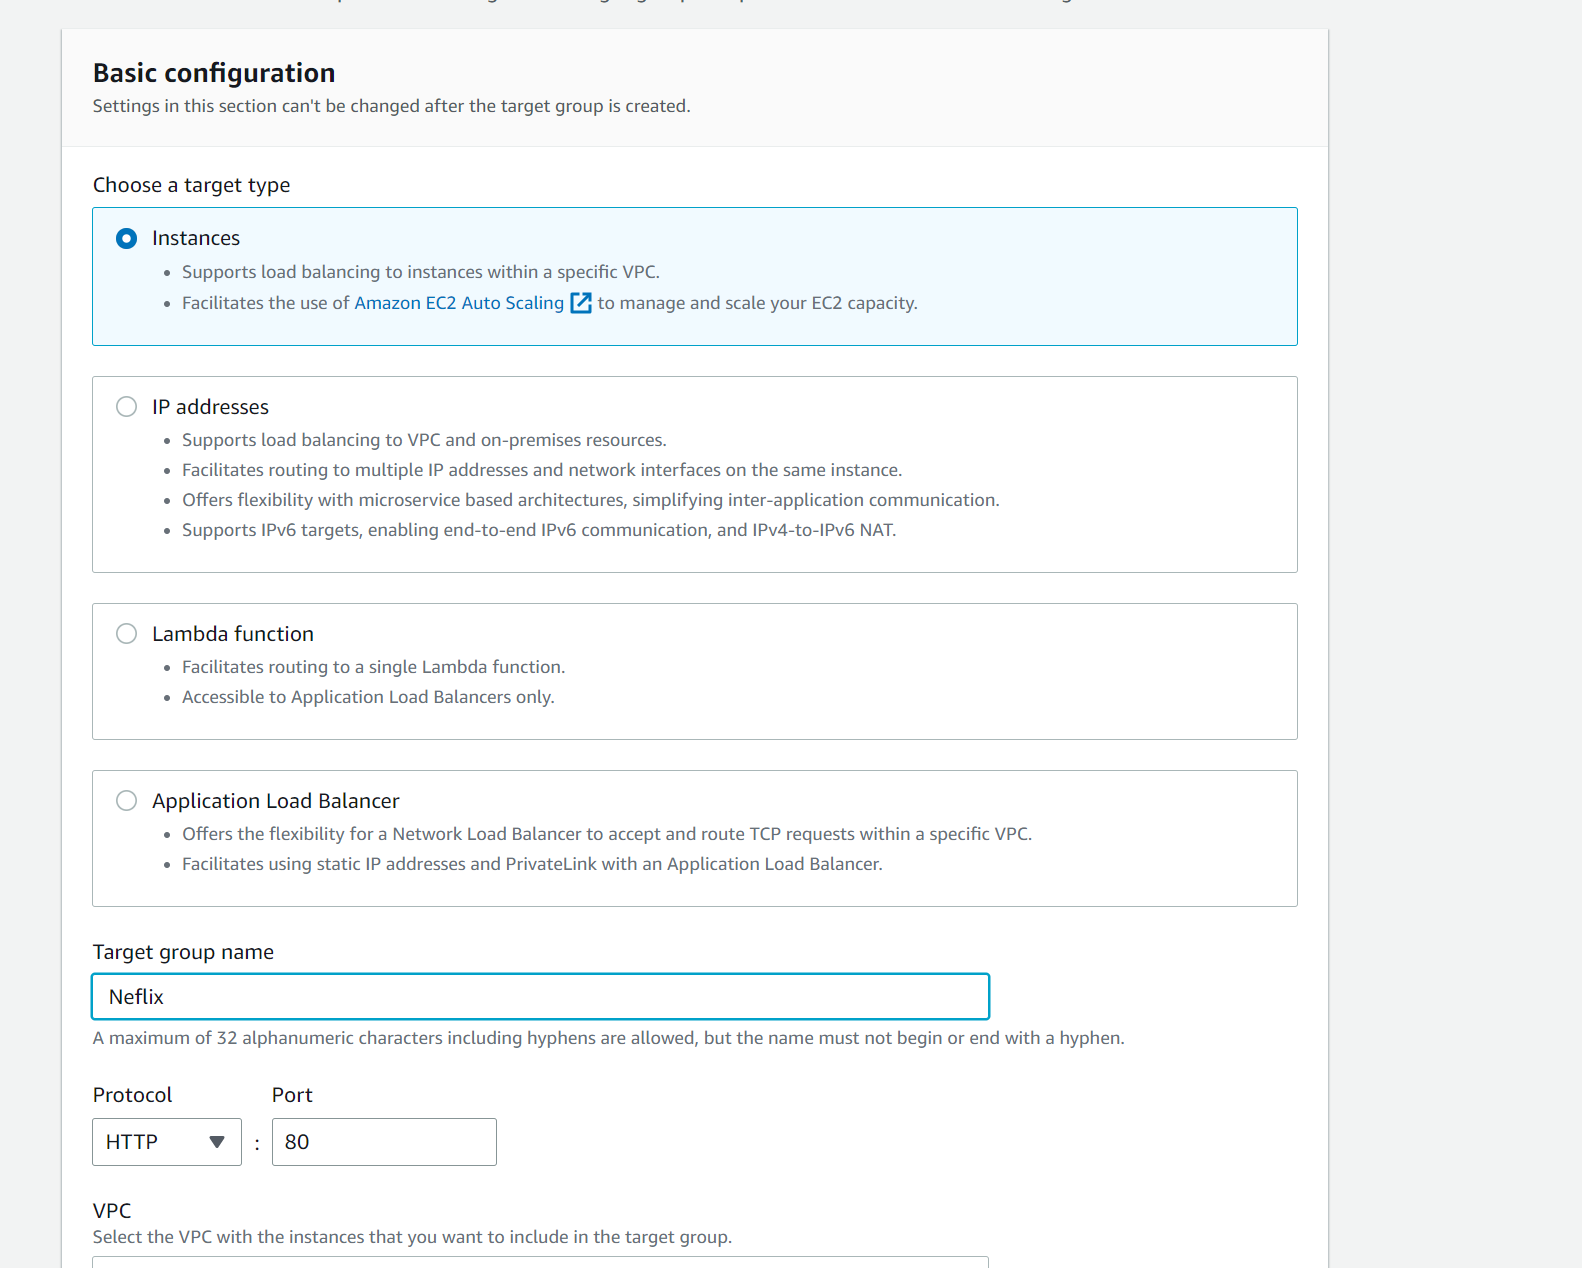 Basic configuration
Settings in this section can't be changed after the target group is created.
Choose a target type
Instances
• Supports load balancing to instances within a specific VPC.
• Facilitates the use of Amazon EC2 Auto Scaling to manage and scale your EC2 capacity.
IP addresses
• Supports load balancing to VPC and on-premises resources.
• Facilitates routing to multiple IP addresses and network interfaces on the same instance.
• Offers flexibility with microservice based architectures, simplifying inter-application communication.
• Supports IPv6 targets, enabling end-to-end IPv6 communication, and IPv4-to-IPv6 NAT.
Lambda function
• Facilitates routing to a single Lambda function.
• Accessible to Application Load Balancers only.
Application Load Balancer
• Offers the flexibility for a Network Load Balancer to accept and route TCP requests within a specific VPC.
• Facilitates using static IP addresses and PrivateLink with an Application Load Balancer.
Target group name
Neflix
A maximum of 32 alphanumeric characters including hyphens are allowed, but the name must not begin or end with a hyphen.
Protocol Port
HTTP : 80
VPC
Select the VPC with the instances that you want to include in the target group.